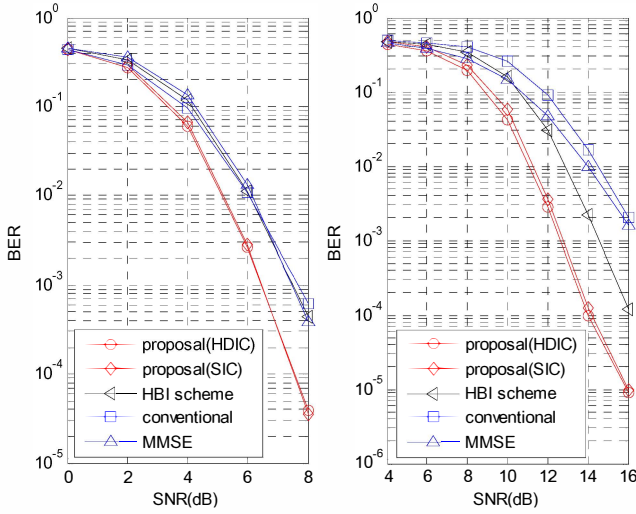 10^0
10^-1
10^-2
10^-3
10^-4
10^-5
BER
0
2
4
6
8
SNR(dB)
proposal(HDIC)
proposal(SIC)
HBI scheme
conventional
MMSE
10^0
10^-1
10^-2
10^-3
10^-4
10^-5
10^-6
BER
4
6
8
10
12
14
16
SNR(dB)
proposal(HDIC)
proposal(SIC)
HBI scheme
conventional
MMSE